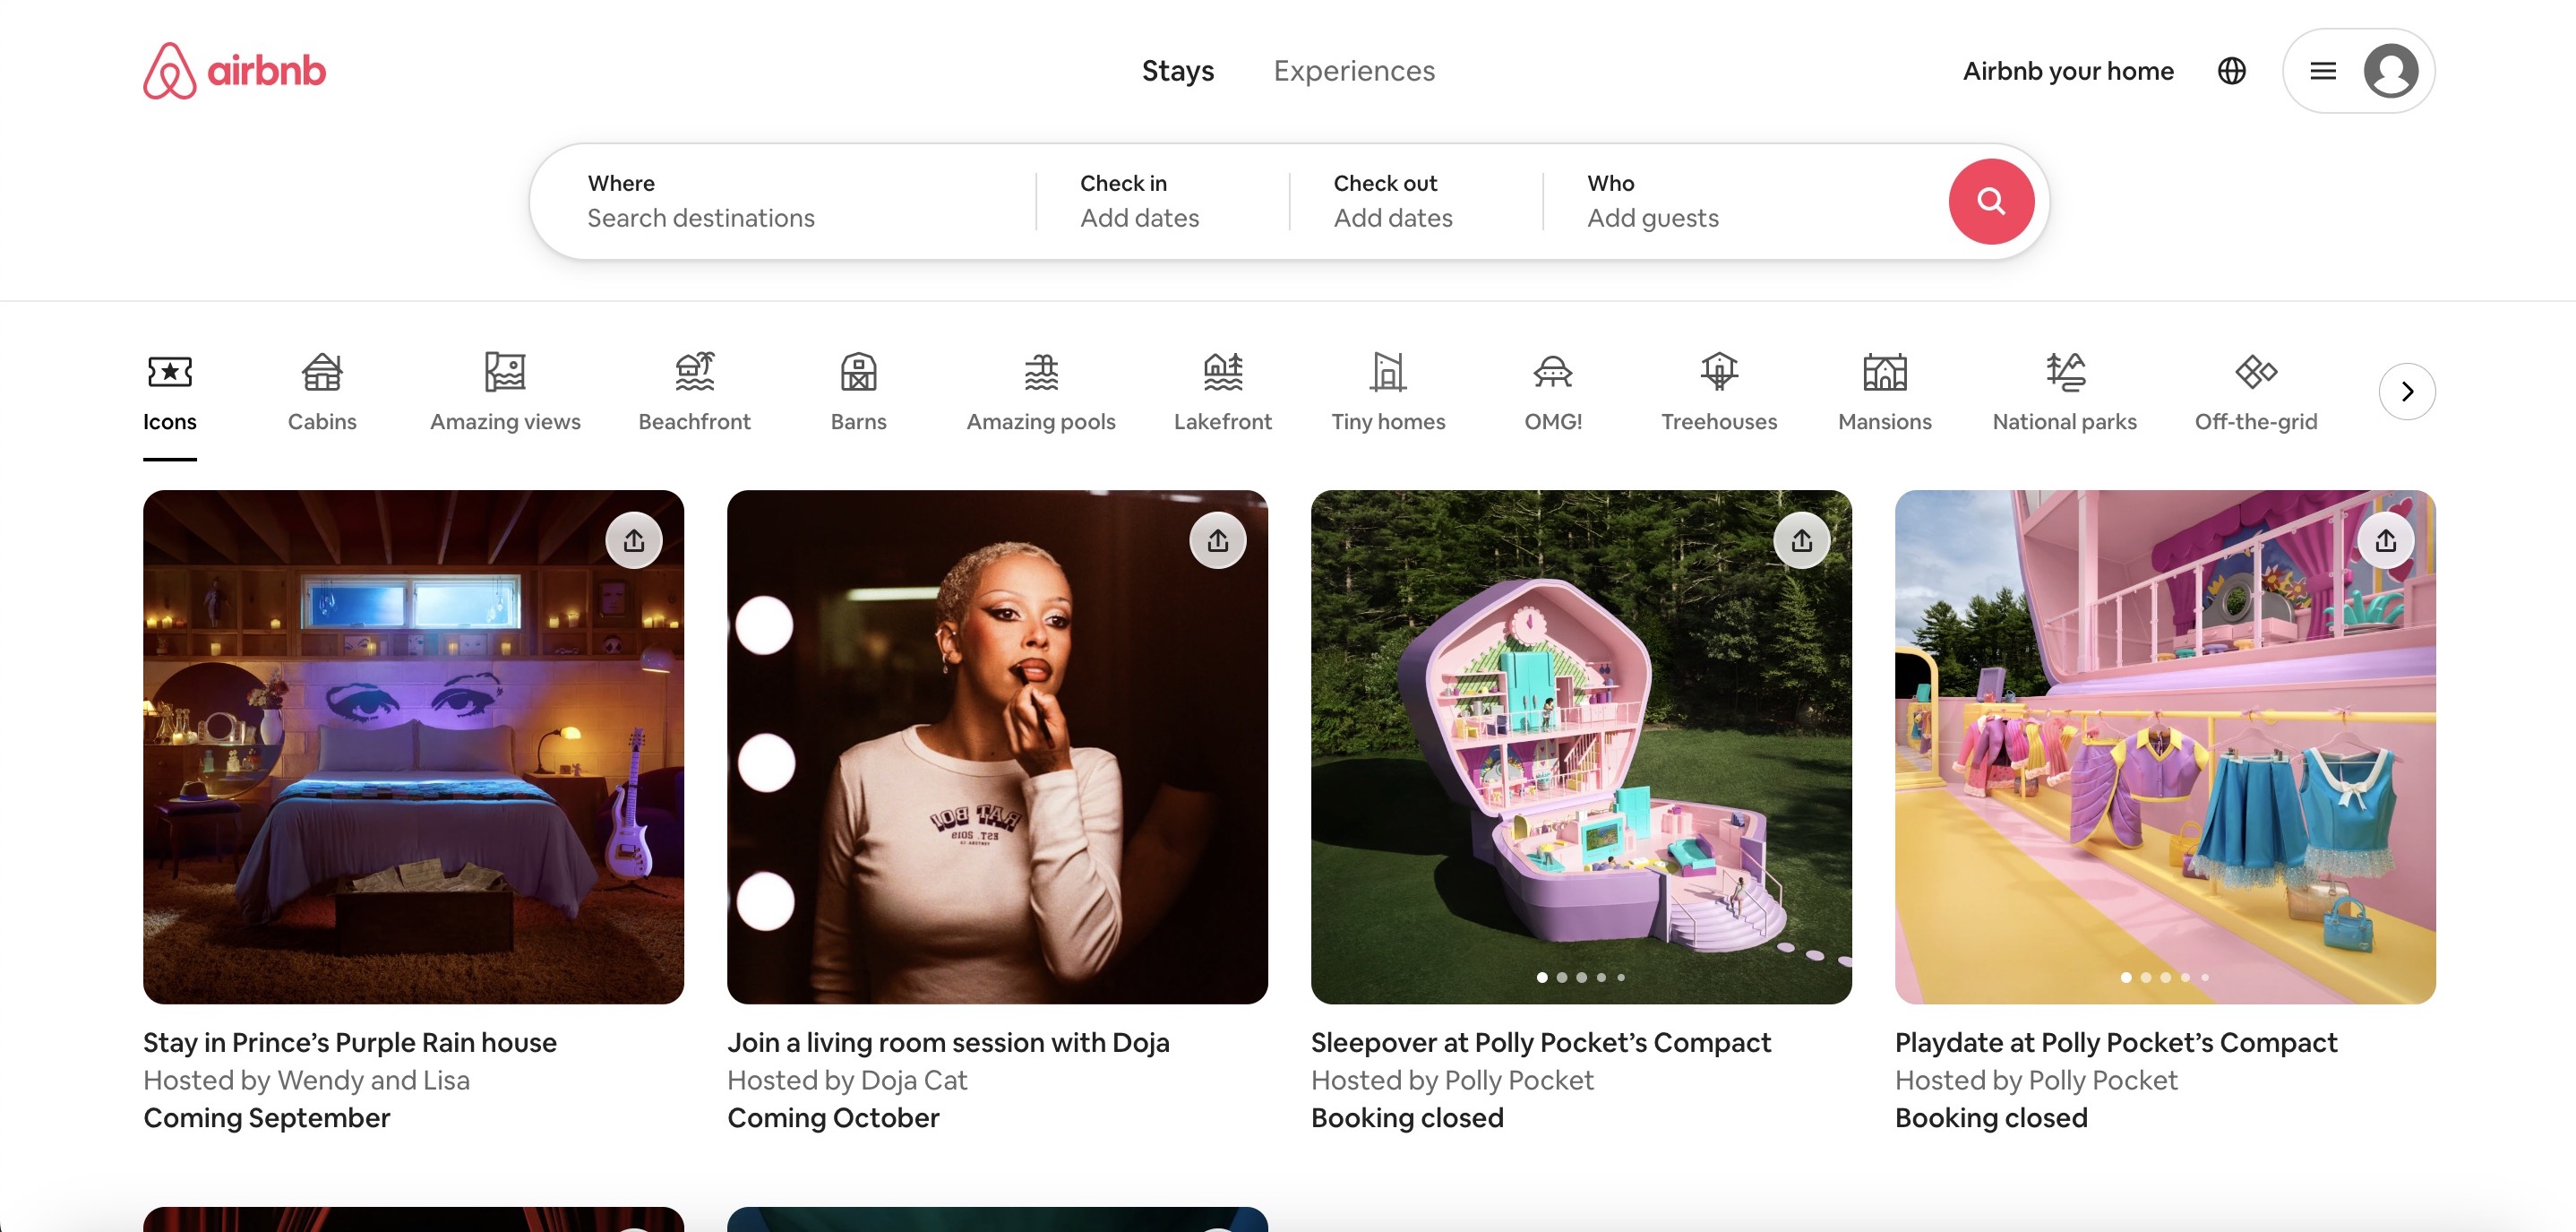 airbnb
Stays Experiences
Airbnb your home
Where Check in Check out Who
Search destinations Add dates Add dates Add guests
Icons Cabins Amazing views Beachfront Barns Amazing pools Lakefront Tiny homes OMG! Treehouses Mansions National parks Off-the-grid
RAT BOI
EST. 2019
Stay in Prince’s Purple Rain house
Hosted by Wendy and Lisa
Coming September
Join a living room session with Doja
Hosted by Doja Cat
Coming October
Sleepover at Polly Pocket’s Compact
Hosted by Polly Pocket
Booking closed
Playdate at Polly Pocket’s Compact
Hosted by Polly Pocket
Booking closed